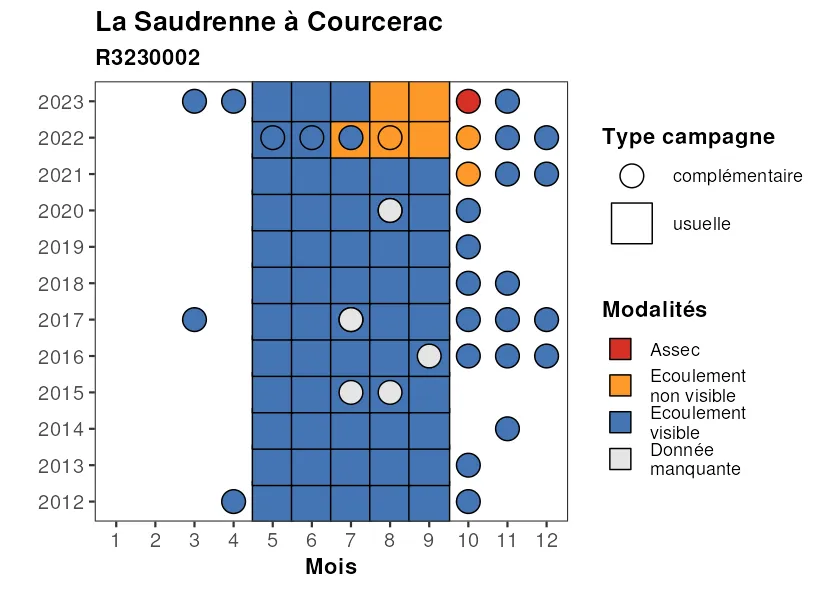 La Saudrenne à Courcerac
R3230002
2023
2022
2021
2020
2019
2018
2017
2016
2015
2014
2013
2012
1 2 3 4 5 6 7 8 9 10 11 12
Mois
Type campagne
complémentaire
usuelle
Modalités
Assec
Ecoulement
non visible
Ecoulement
visible
Donnée
manquante